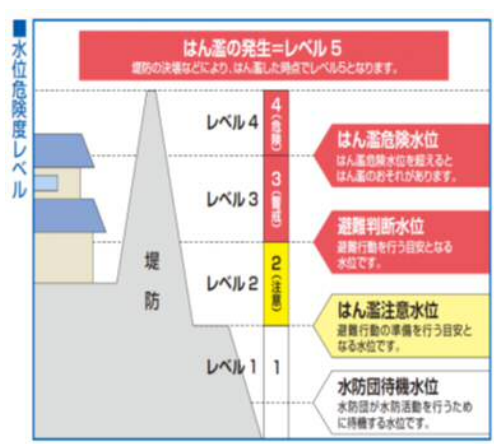 ■水位危険度レベル
はん濫の発生=レベル5
堤防の決壊などにより、はん濫した時点でレベル5となります。
レベル4
4(危険)
はん濫危険水位
はん濫危険水位を超えると
はん濫のおそれがあります。
レベル3
3(警戒)
避難判断水位
避難行動を行う目安となる
水位です。
堤防
レベル2
2(注意)
はん濫注意水位
避難行動の準備を行う目安と
なる水位です。
レベル1
1
水防団待機水位
水防団が水防活動を行うため
に待機する水位です。